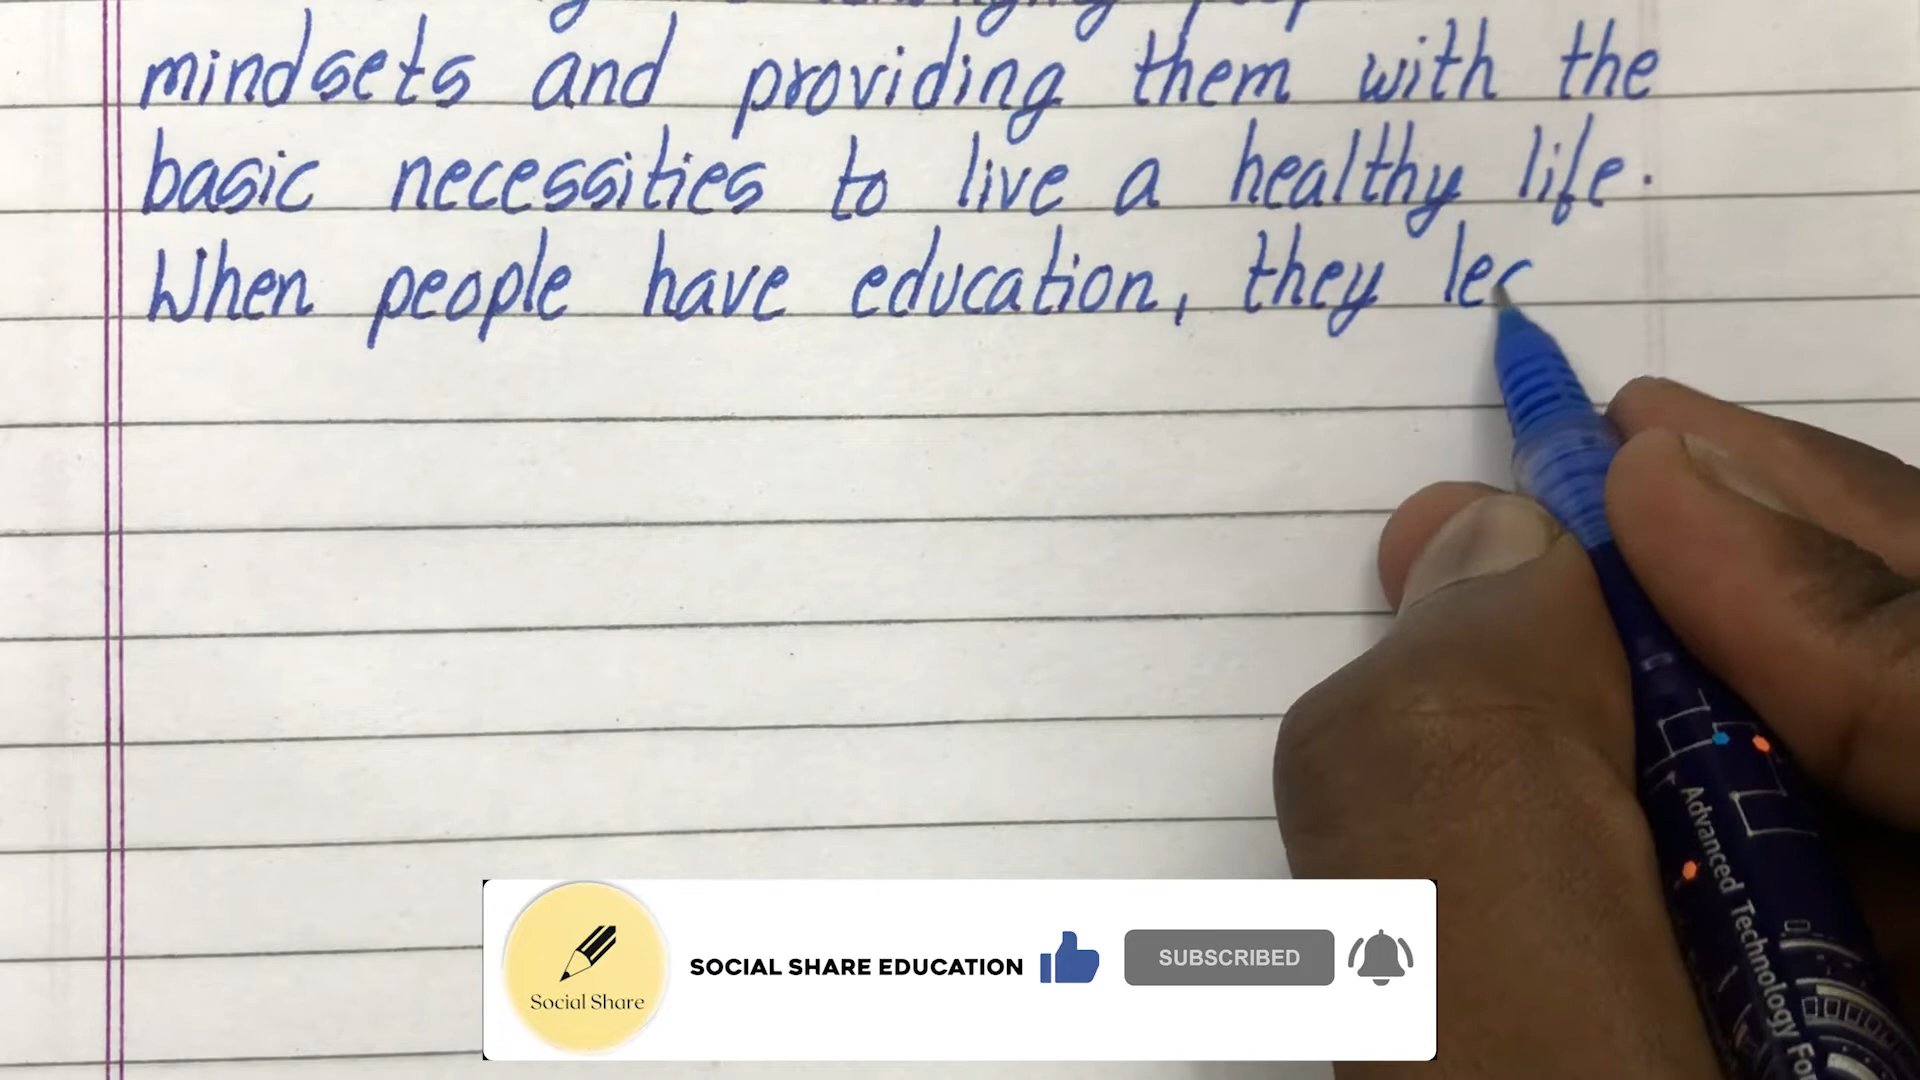 mindsets and providing them with the
basic necessities to live a healthy life.
When people have education, they
Social Share
SOCIAL SHARE EDUCATION
SUBSCRIBED
Advanced Technology